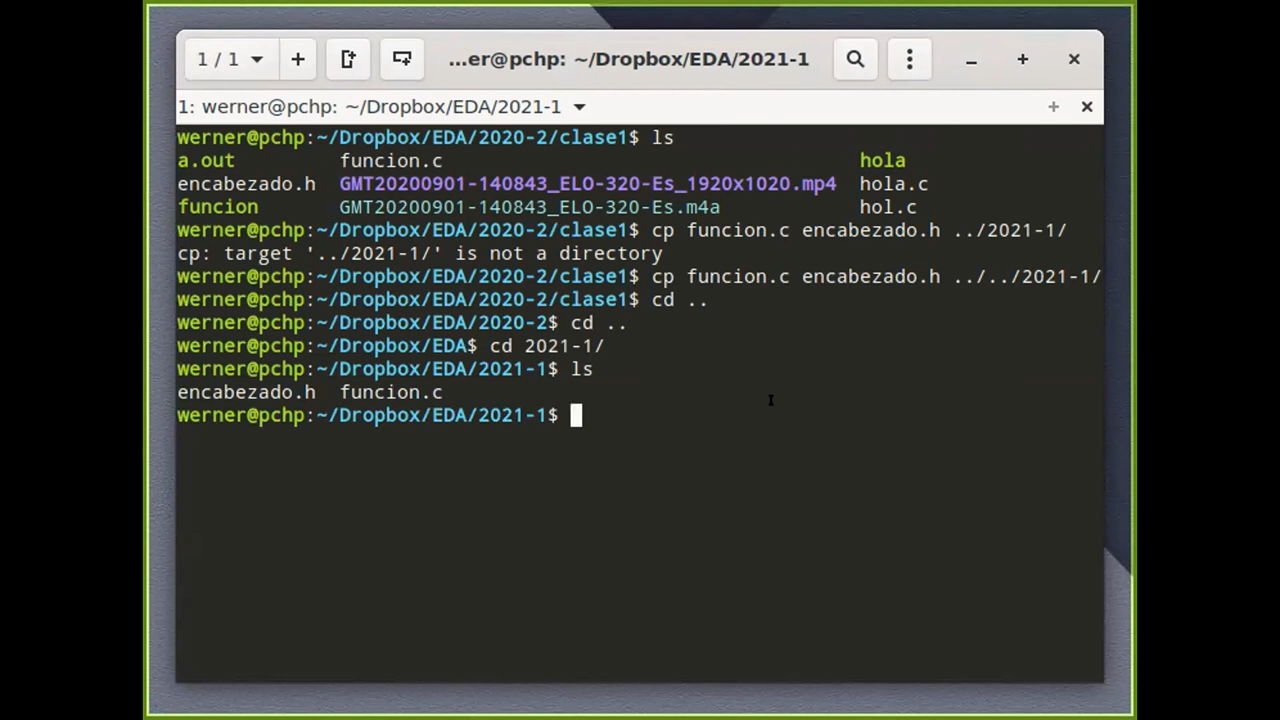 1 / 1 ...er@pchp: ~/Dropbox/EDA/2021-1
1: werner@pchp: ~/Dropbox/EDA/2021-1
werner@pchp:~/Dropbox/EDA/2020-2/clase1$ ls
a.out funcion.c hola
encabezado.h GMT20200901-140843_ELO-320-Es_1920x1020.mp4 hola.c
funcion GMT20200901-140843_ELO-320-Es.m4a hol.c
werner@pchp:~/Dropbox/EDA/2020-2/clase1$ cp funcion.c encabezado.h ../2021-1/
cp: target '../2021-1/' is not a directory
werner@pchp:~/Dropbox/EDA/2020-2/clase1$ cp funcion.c encabezado.h ../../2021-1/
werner@pchp:~/Dropbox/EDA/2020-2/clase1$ cd ..
werner@pchp:~/Dropbox/EDA/2020-2$ cd ..
werner@pchp:~/Dropbox/EDA$ cd 2021-1/
werner@pchp:~/Dropbox/EDA/2021-1$ ls
encabezado.h funcion.c
werner@pchp:~/Dropbox/EDA/2021-1$